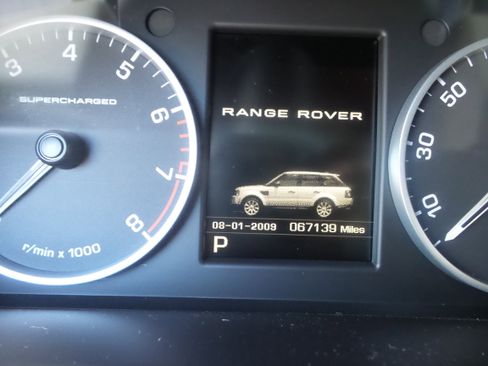 3
4
5
6
7
8
SUPERCHARGED
r/min x 1000
RANGE ROVER
08-01-2009 067139 Miles
P
50
30
10